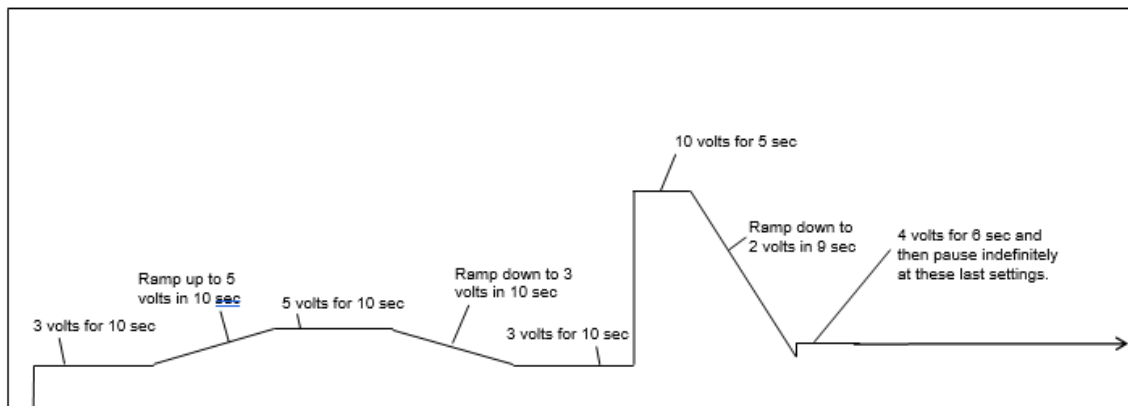 10 volts for 5 sec
Ramp down to
2 volts in 9 sec
4 volts for 6 sec and
then pause indefinitely
at these last settings.
Ramp up to 5
volts in 10 sec
Ramp down to 3
volts in 10 sec
5 volts for 10 sec
3 volts for 10 sec
3 volts for 10 sec